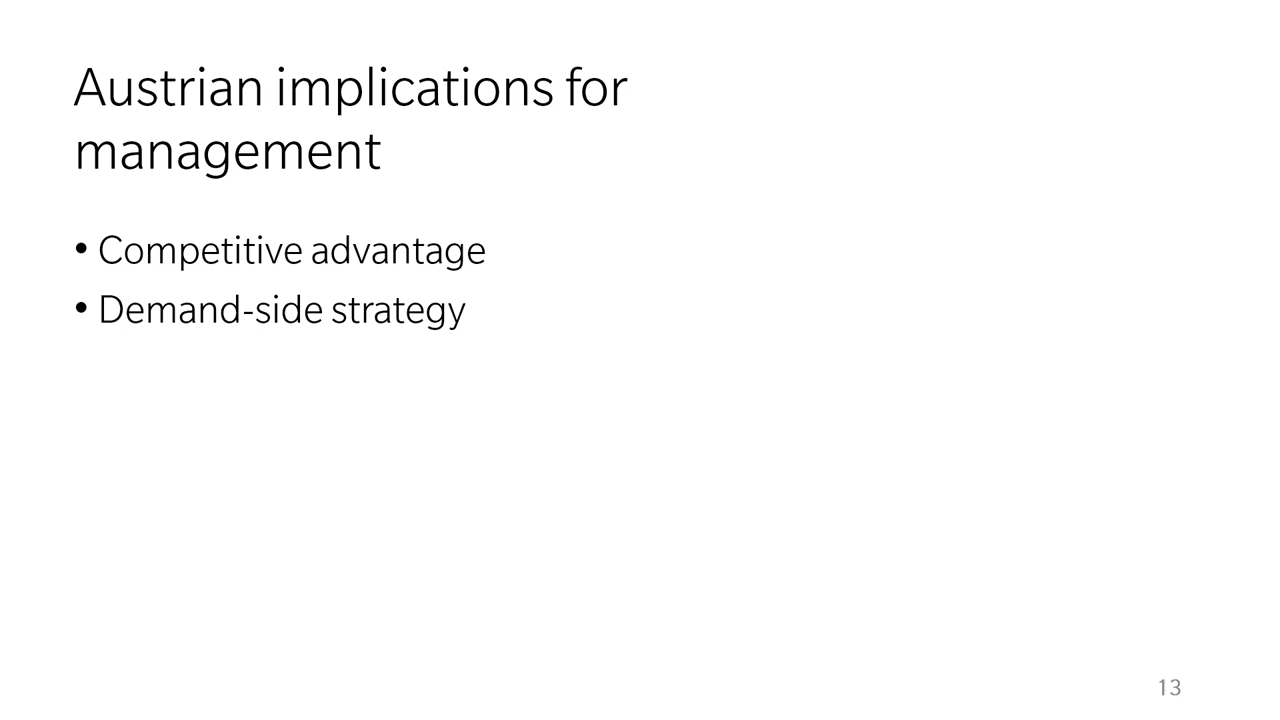 Austrian implications for
management
• Competitive advantage
• Demand-side strategy
13